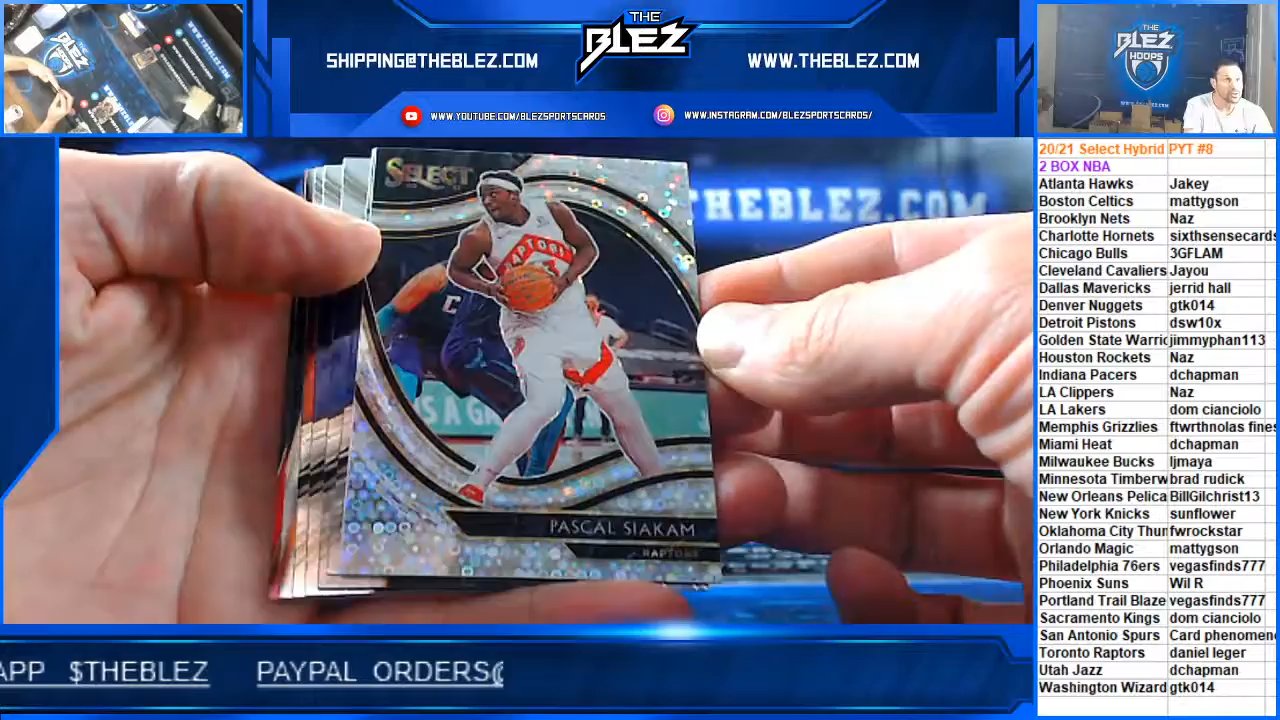 THE
BLEZ
SHIPPING@THEBLEZ.COM
WWW.THEBLEZ.COM
WWW.YOUTUBE.COM/BLEZSPORTSCARDS
WWW.INSTAGRAM.COM/BLEZSPORTSCARDS/
THE
BLEZ
HOOPS
20/21 Select Hybrid PYT #8
2 BOX NBA
Atlanta Hawks Jakey
Boston Celtics mattygson
Brooklyn Nets Naz
Charlotte Hornets sixthsensecards
Chicago Bulls 3GFLAM
Cleveland Cavaliers Jayou
Dallas Mavericks jerrid hall
Denver Nuggets gtk014
Detroit Pistons dsw10x
Golden State Warric jimmyphan113
Houston Rockets Naz
Indiana Pacers dchapman
LA Clippers Naz
LA Lakers dom cianciolo
Memphis Grizzlies ftwrthnolas fines
Miami Heat dchapman
Milwaukee Bucks ljmaya
Minnesota Timberw brad rudick
New Orleans Pelica BillGilchrist13
New York Knicks sunflower
Oklahoma City Thun fwrockstar
Orlando Magic mattygson
Philadelphia 76ers vegasfinds777
Phoenix Suns Wil R
Portland Trail Blaze vegasfinds777
Sacramento Kings dom cianciolo
San Antonio Spurs Card phenomen
Toronto Raptors daniel leger
Utah Jazz dchapman
Washington Wizard gtk014
SELECT
THEBLEZ.COM
RAPTORS
PASCAL SIAKAM
RAPTORS
APP $THEBLEZ PAYPAL ORDERS@